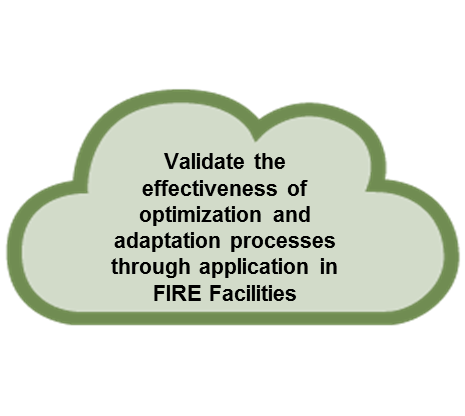 Validate the
effectiveness of
optimization and
adaptation processes
through application in
FIRE Facilities